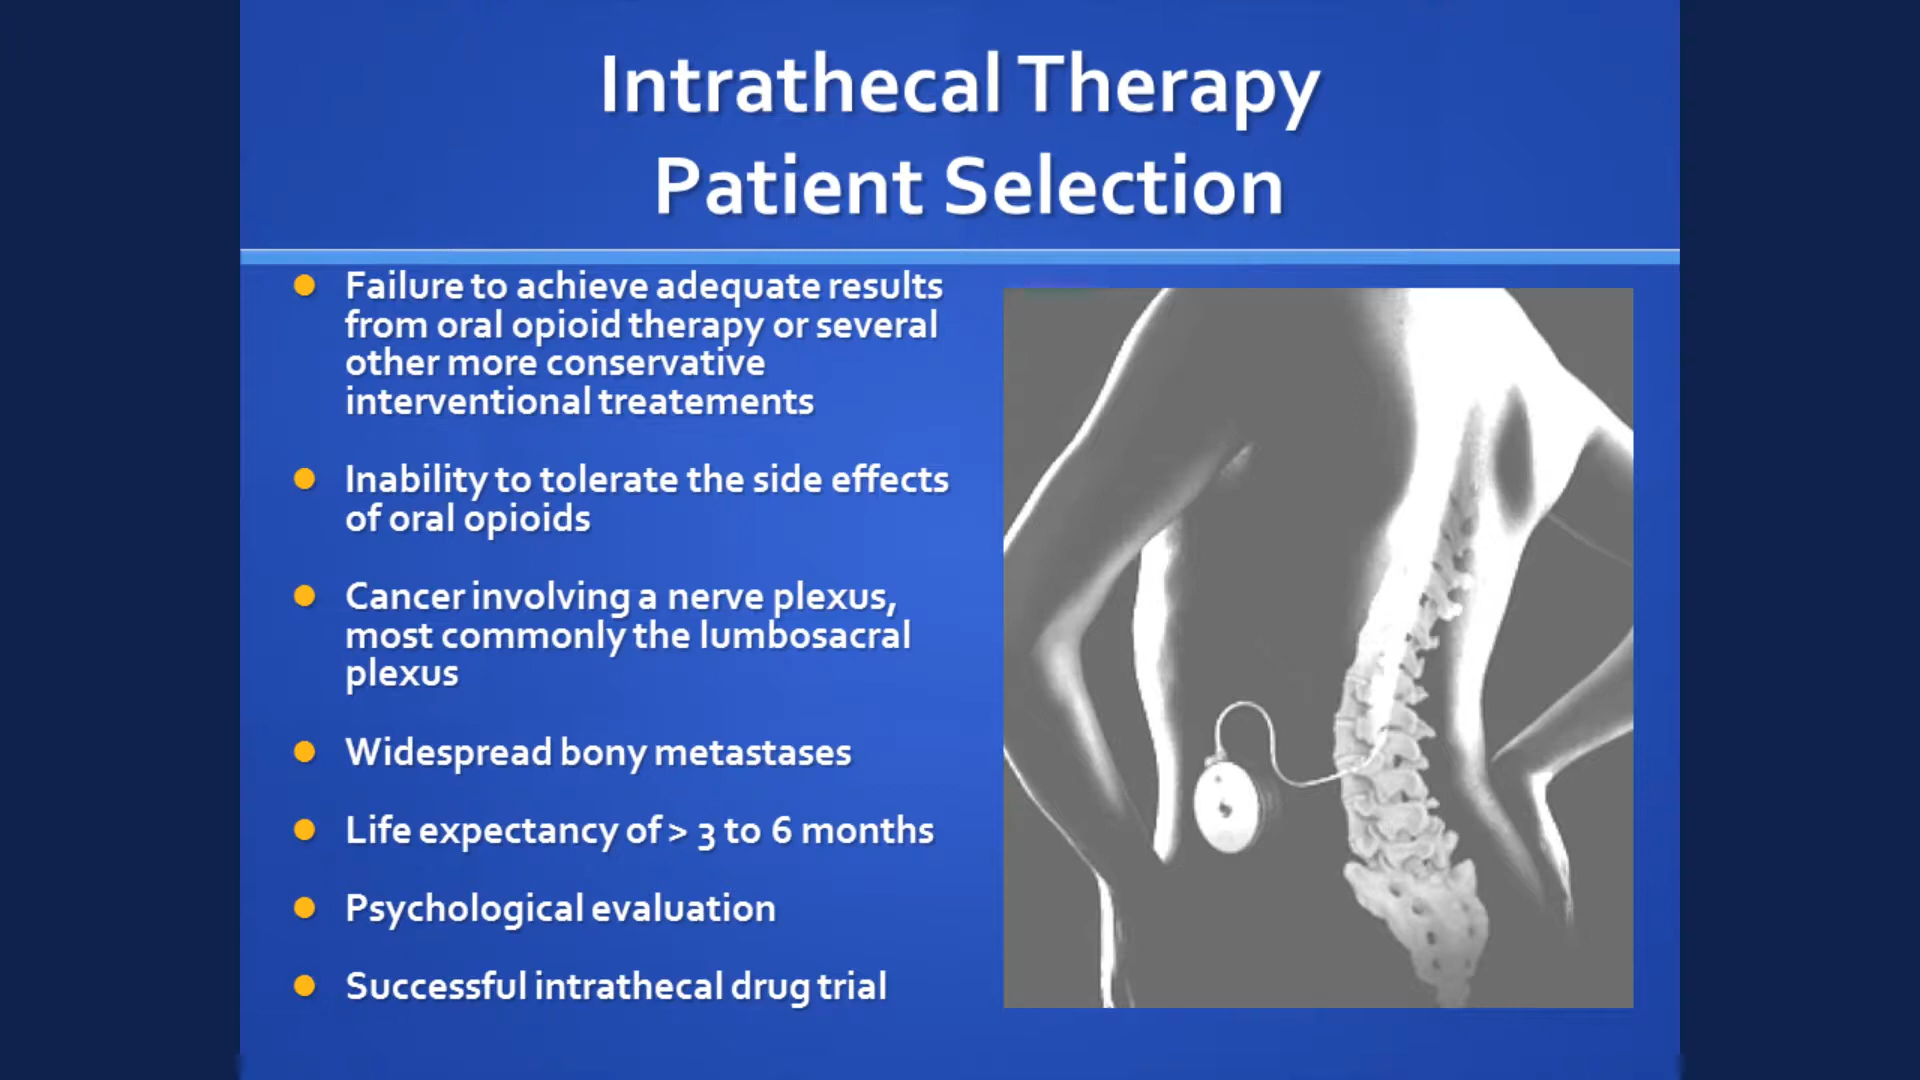 Intrathecal Therapy
Patient Selection
Failure to achieve adequate results
from oral opioid therapy or several
other more conservative
interventional treatements
Inability to tolerate the side effects
of oral opioids
Cancer involving a nerve plexus,
most commonly the lumbosacral
plexus
Widespread bony metastases
Life expectancy of > 3 to 6 months
Psychological evaluation
Successful intrathecal drug trial